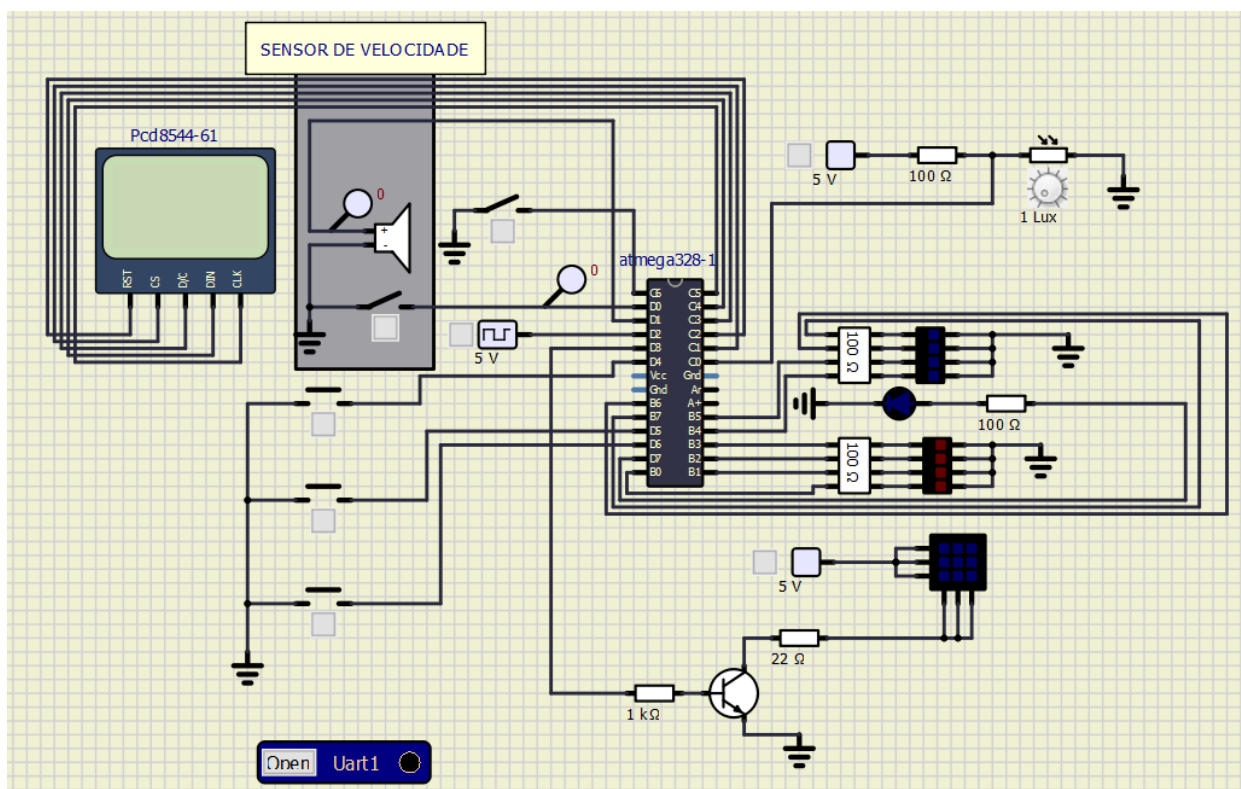 SENSOR DE VELOCIDADE
Pcd8544-61
RST
CS
D/C
DIN
CLK
0
+
-
0
5 V
5 V
100 Ω
1 Lux
atmega328-1
C6
D0
D1
D2
D3
D4
Vcc
Gnd
B6
B7
D5
D6
D7
B0
C5
C4
C3
C2
C1
C0
Gnd
Ar
A+
B5
B4
B3
B2
B1
100 Ω
100 Ω
100 Ω
5 V
22 Ω
1 kΩ
Open
Uart1